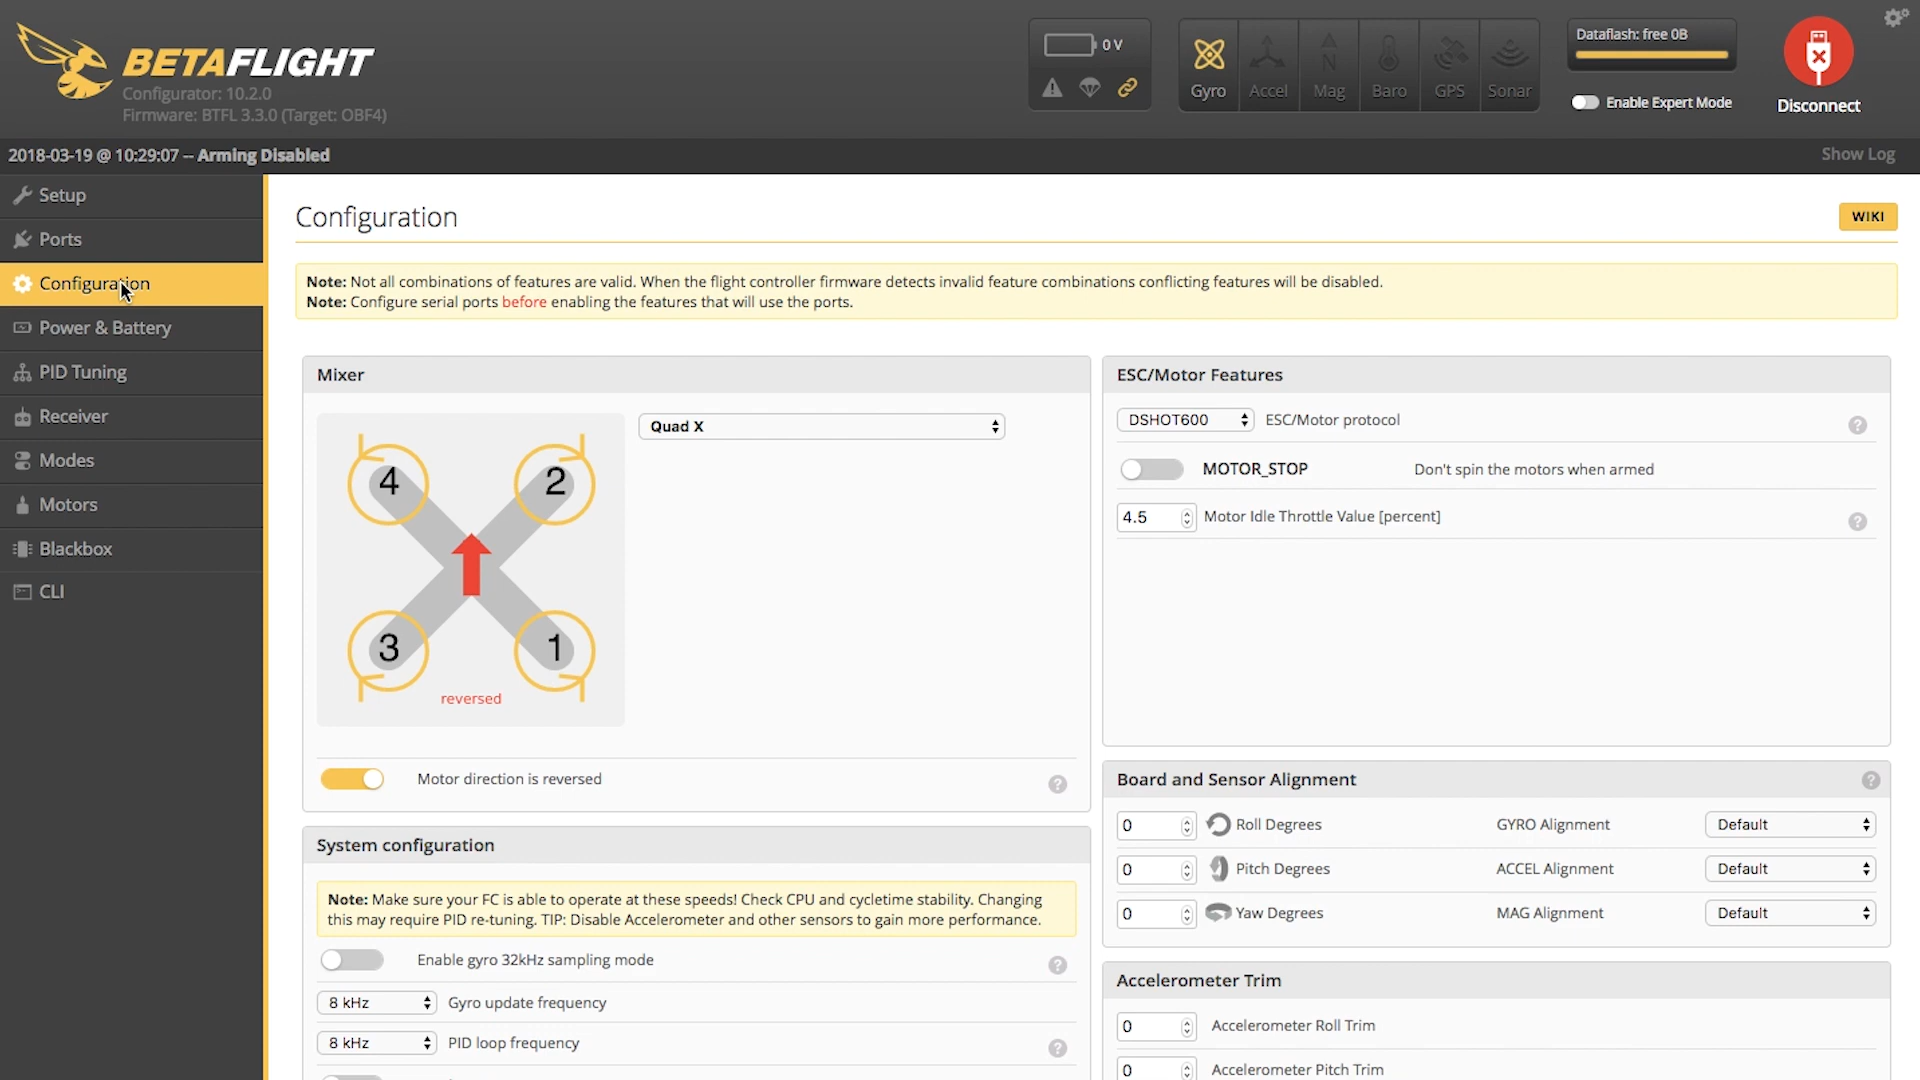 BETAFLIGHT
Configurator: 10.2.0
Firmware: BTFL 3.3.0 (Target: OBF4)
0 V
Gyro
Accel
Mag
Baro
GPS
Sonar
Dataflash: free 0B
Enable Expert Mode
Disconnect
2018-03-19 @ 10:29:07 -- Arming Disabled
Show Log
Setup
Ports
Configuration
Power & Battery
PID Tuning
Receiver
Modes
Motors
Blackbox
CLI
Configuration
WIKI
Note: Not all combinations of features are valid. When the flight controller firmware detects invalid feature combinations conflicting features will be disabled.
Note: Configure serial ports before enabling the features that will use the ports.
Mixer
Quad X
4
2
3
1
reversed
Motor direction is reversed
System configuration
Note: Make sure your FC is able to operate at these speeds! Check CPU and cycletime stability. Changing
this may require PID re-tuning. TIP: Disable Accelerometer and other sensors to gain more performance.
Enable gyro 32kHz sampling mode
8 kHz Gyro update frequency
8 kHz PID loop frequency
ESC/Motor Features
DSHOT600 ESC/Motor protocol
MOTOR_STOP Don't spin the motors when armed
4.5 Motor Idle Throttle Value [percent]
Board and Sensor Alignment
0 Roll Degrees GYRO Alignment Default
0 Pitch Degrees ACCEL Alignment Default
0 Yaw Degrees MAG Alignment Default
Accelerometer Trim
0 Accelerometer Roll Trim
0 Accelerometer Pitch Trim